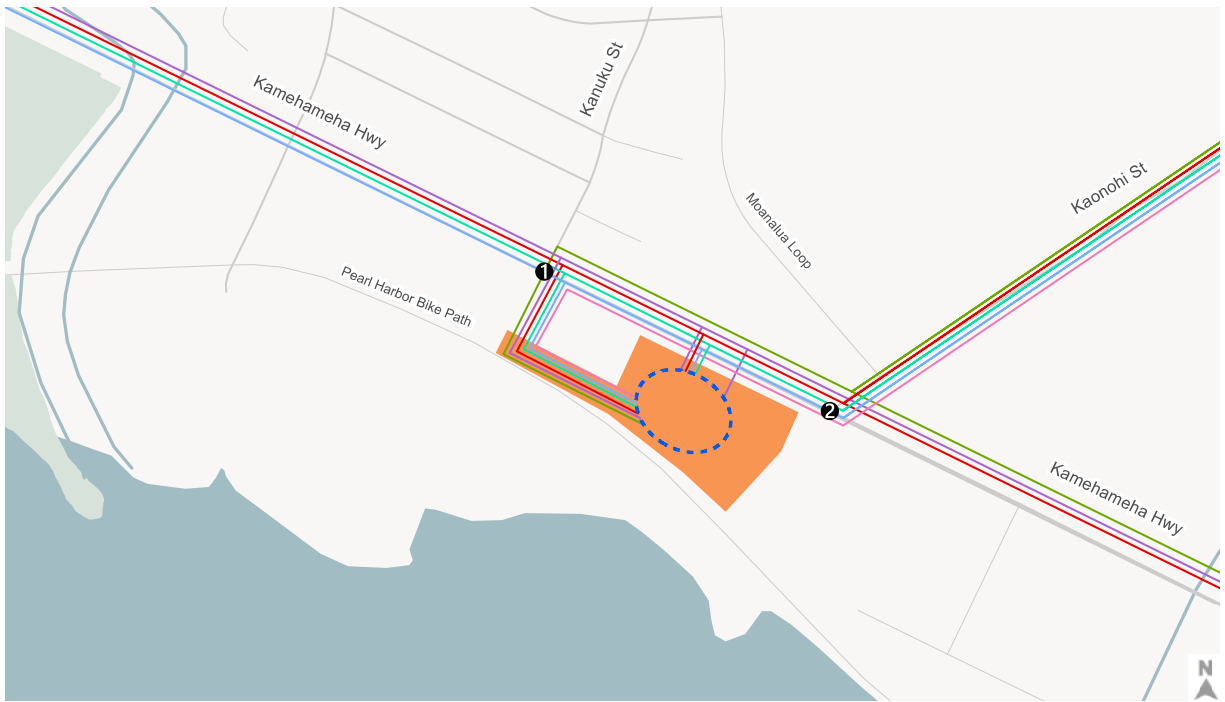 Kanuku St
Kamehameha Hwy
Kaonohi St
Moanalua Loop
1
Pearl Harbor Bike Path
2
Kamehameha Hwy
N